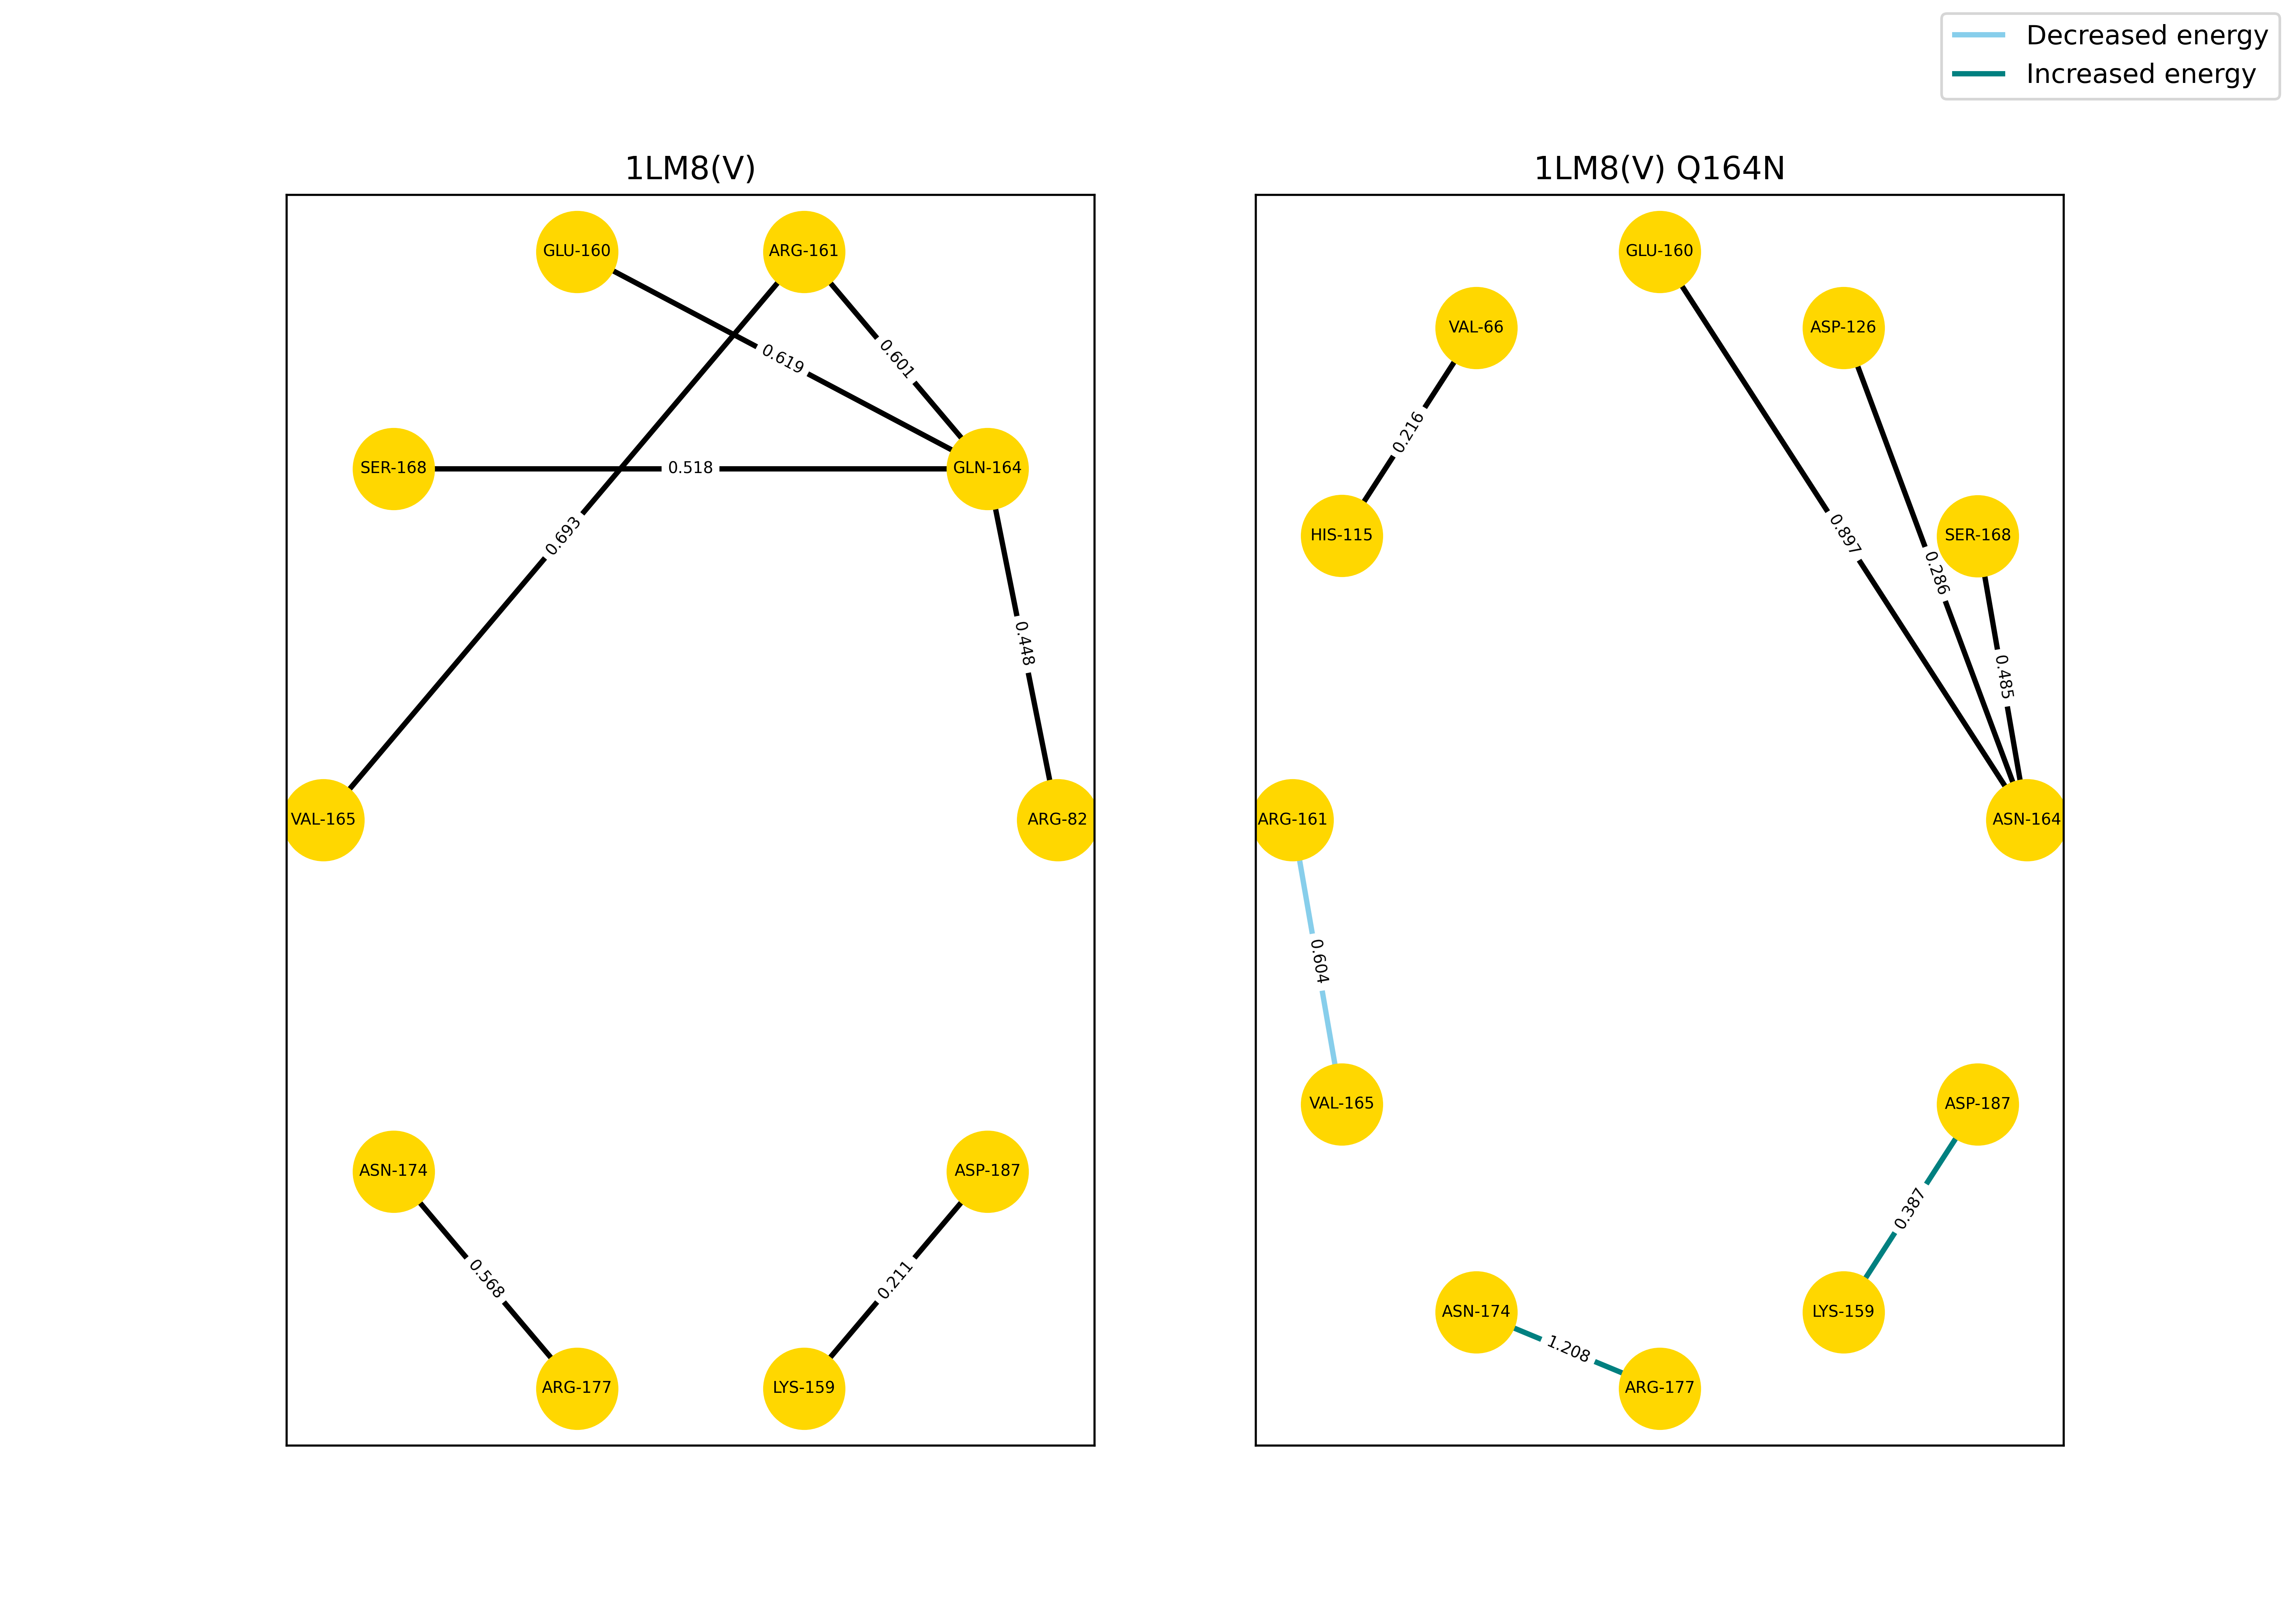 Decreased energy
Increased energy
1LM8(V)
GLU-160
ARG-161
0.619
0.601
SER-168
0.518
GLN-164
0.693
0.448
VAL-165
ARG-82
ASN-174
ASP-187
0.568
0.211
ARG-177
LYS-159
1LM8(V) Q164N
GLU-160
VAL-66
ASP-126
0.216
HIS-115
0.897
SER-168
0.286
0.485
ARG-161
ASN-164
0.604
VAL-165
ASP-187
0.387
ASN-174
LYS-159
1.208
ARG-177